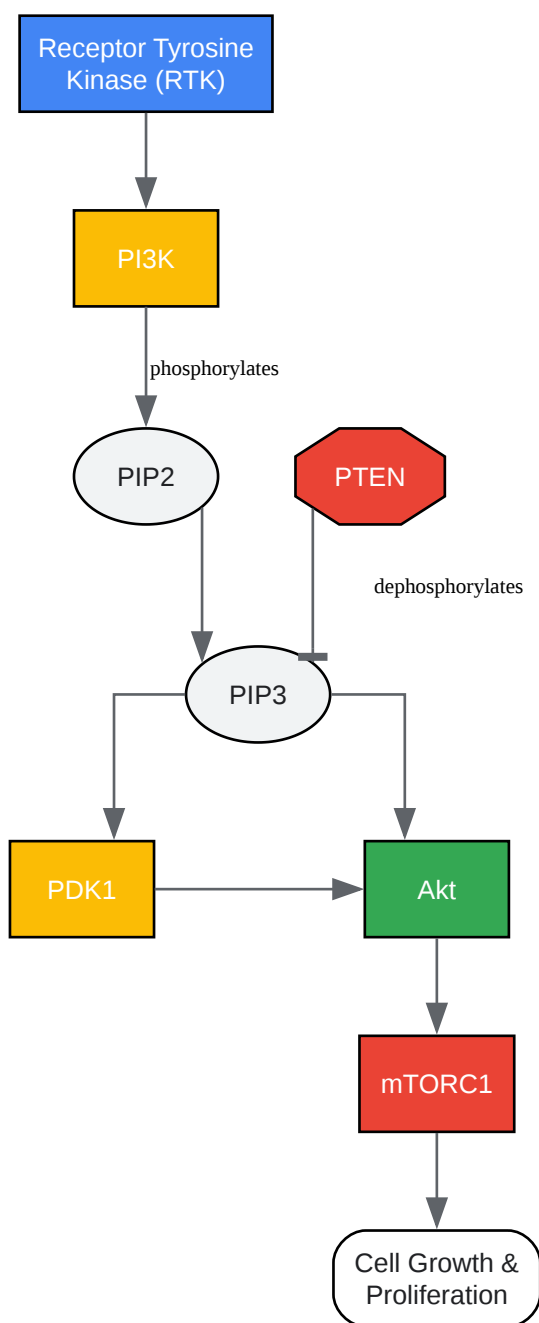 Receptor Tyrosine
Kinase (RTK)
PI3K
phosphorylates
PIP2
PTEN
dephosphorylates
PIP3
PDK1
Akt
mTORC1
Cell Growth &
Proliferation